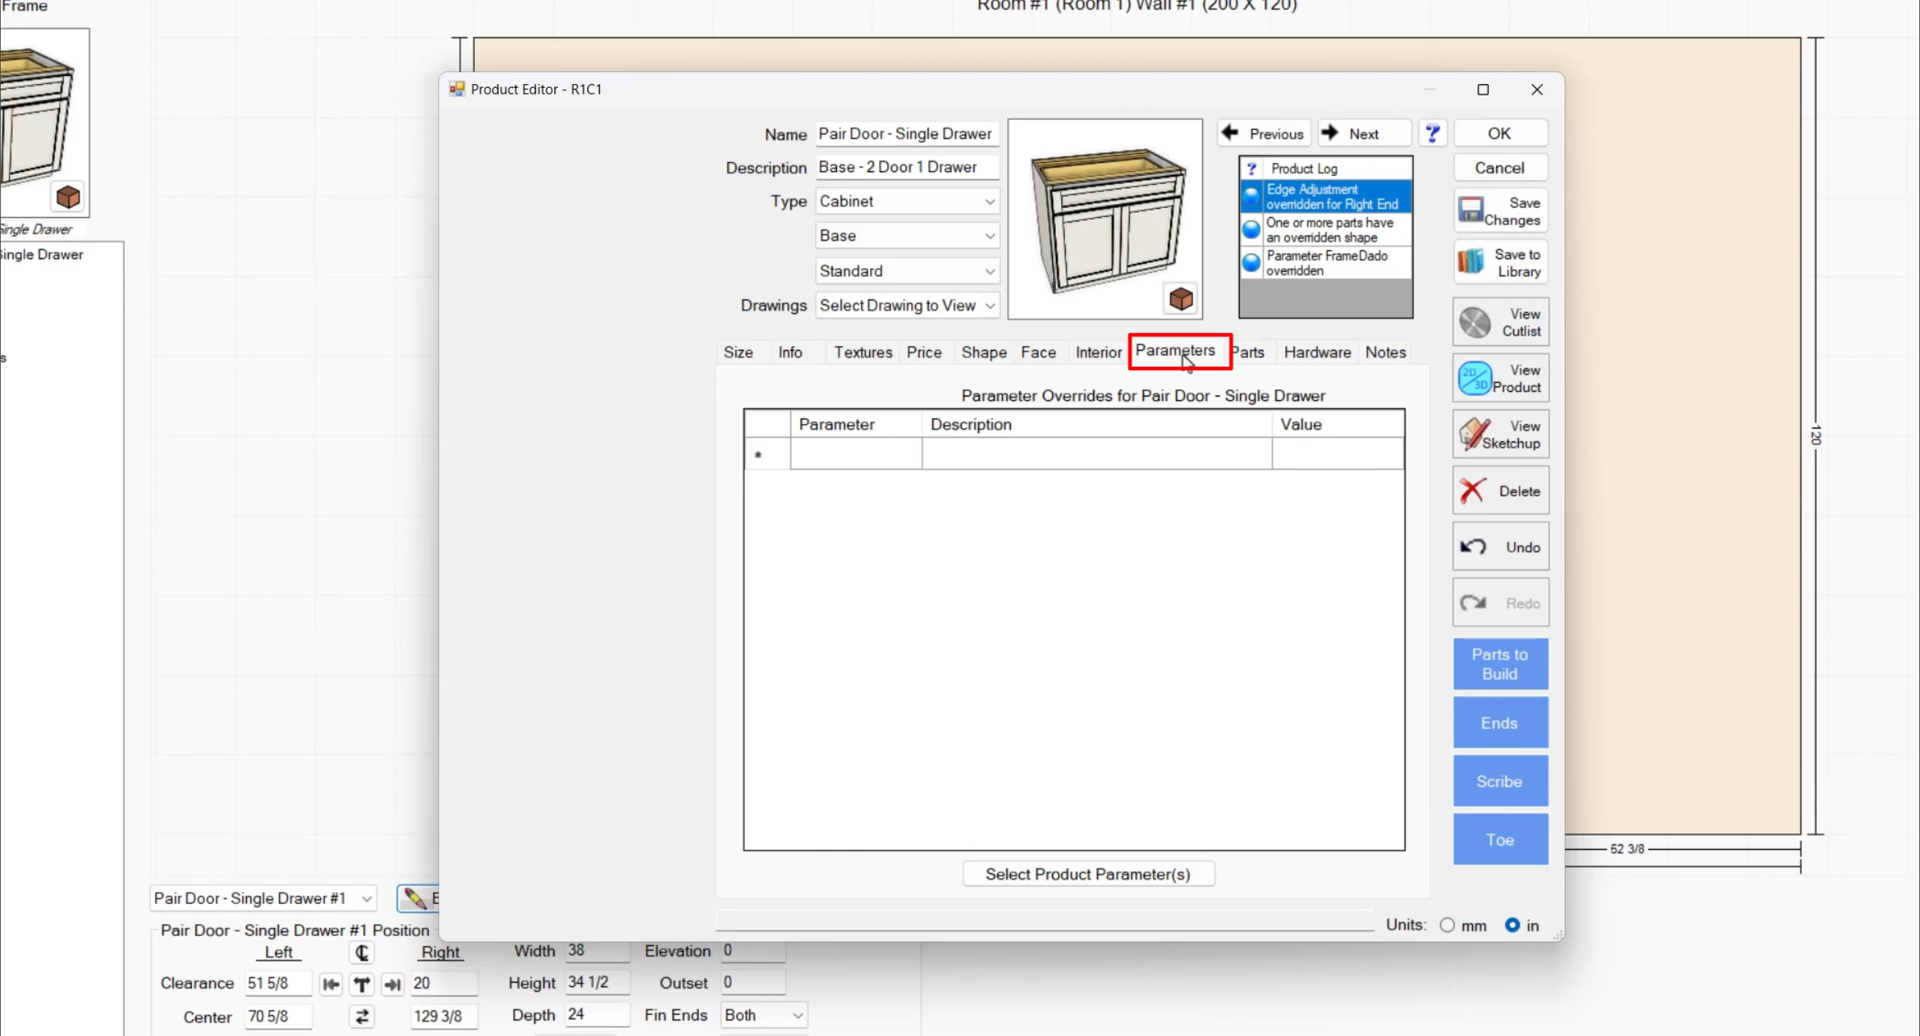 Frame
Room #1 (Room 1) Wall #1 (200 X 120)
Single Drawer
Single Drawer
s
Product Editor - R1C1
Name Pair Door - Single Drawer
Description Base - 2 Door 1 Drawer
Type Cabinet
Base
Standard
Drawings Select Drawing to View
Previous
Next
?
OK
? Product Log
Edge Adjustment
overridden for Right End
One or more parts have
an overridden shape
Parameter FrameDado
overridden
Cancel
Save
Changes
Save to
Library
View
Cutlist
2D
3D
View
Product
View
Sketchup
Delete
Undo
Redo
Parts to
Build
Ends
Scribe
Toe
Size Info Textures Price Shape Face Interior Parameters Parts Hardware Notes
Parameter Overrides for Pair Door - Single Drawer
Parameter Description Value
Select Product Parameter(s)
Units: mm in
120
52 3/8
Pair Door - Single Drawer #1
E
Pair Door - Single Drawer #1 Position
Left Right
Clearance 51 5/8 20
Center 70 5/8 129 3/8
Width 38 Elevation 0
Height 34 1/2 Outset 0
Depth 24 Fin Ends Both